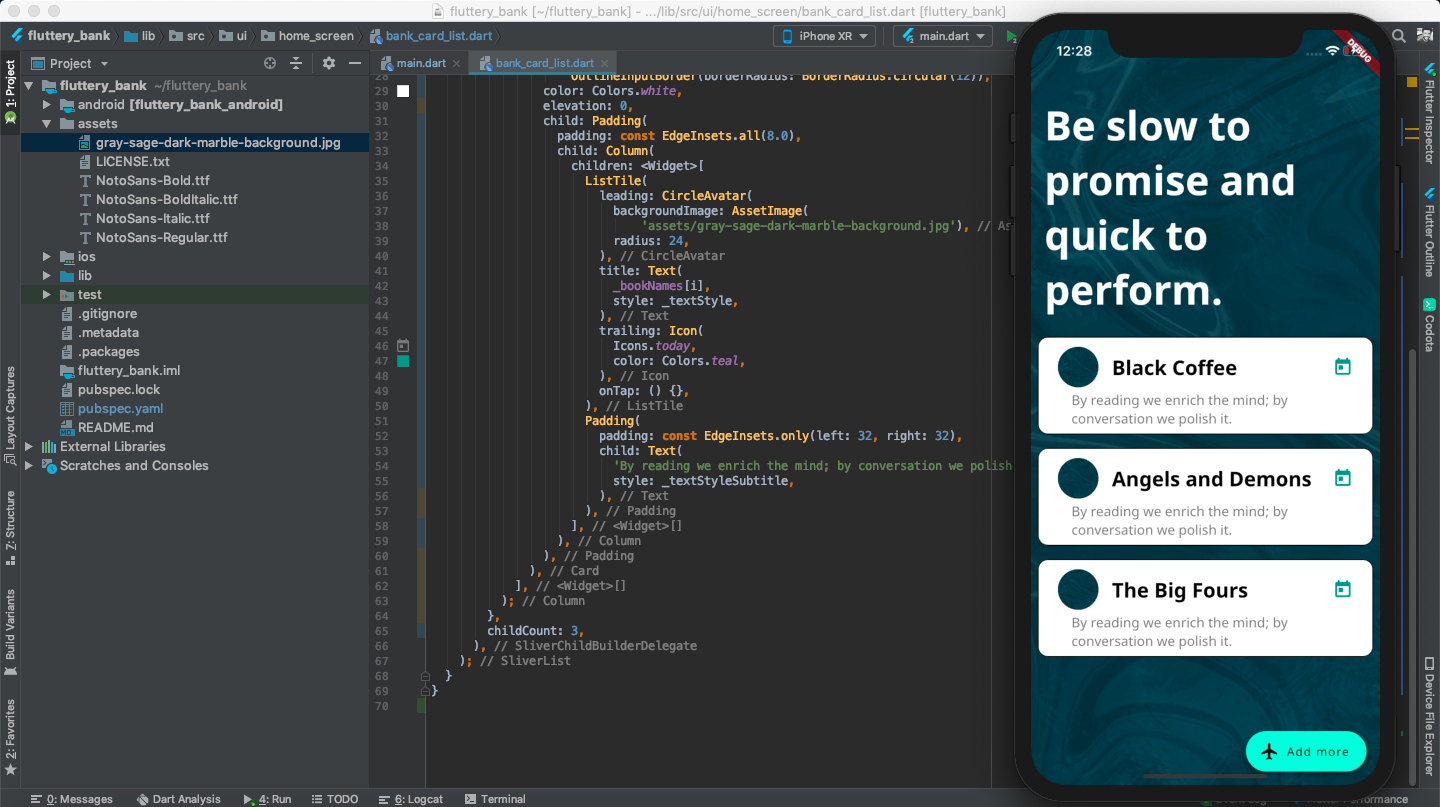 fluttery_bank [~/fluttery_bank] - .../lib/src/ui/home_screen/bank_card_list.dart [fluttery_bank]
fluttery_bank
lib
src
ui
home_screen
bank_card_list.dart
iPhone XR
main.dart
Project
main.dart
bank_card_list.dart
1: Project
Layout Captures
Z: Structure
Build Variants
2: Favorites
fluttery_bank ~/fluttery_bank
android [fluttery_bank_android]
assets
gray-sage-dark-marble-background.jpg
LICENSE.txt
NotoSans-Bold.ttf
NotoSans-BoldItalic.ttf
NotoSans-Italic.ttf
NotoSans-Regular.ttf
ios
lib
test
.gitignore
.metadata
.packages
fluttery_bank.iml
pubspec.lock
pubspec.yaml
README.md
External Libraries
Scratches and Consoles
28 OutlineInputBorder(borderRadius: BorderRadius.circular(12)),
29 color: Colors.white,
30 elevation: 0,
31 child: Padding(
32 padding: const EdgeInsets.all(8.0),
33 child: Column(
34 children: <Widget>[
35 ListTile(
36 leading: CircleAvatar(
37 backgroundImage: AssetImage(
38 'assets/gray-sage-dark-marble-background.jpg'), // As
39 radius: 24,
40 ), // CircleAvatar
41 title: Text(
42 _bookNames[i],
43 style: _textStyle,
44 ), // Text
45 trailing: Icon(
46 Icons.today,
47 color: Colors.teal,
48 ), // Icon
49 onTap: () {},
50 ), // ListTile
51 Padding(
52 padding: const EdgeInsets.only(left: 32, right: 32),
53 child: Text(
54 'By reading we enrich the mind; by conversation we polish
55 style: _textStyleSubtitle,
56 ), // Text
57 ), // Padding
58 ], // <Widget>[]
59 ), // Column
60 ), // Padding
61 ), // Card
62 ], // <Widget>[]
63 ); // Column
64 },
65 childCount: 3,
66 ), // SliverChildBuilderDelegate
67 ); // SliverList
68 }
69 }
70
12:28
DEBUG
Be slow to
promise and
quick to
perform.
Black Coffee
By reading we enrich the mind; by
conversation we polish it.
Angels and Demons
By reading we enrich the mind; by
conversation we polish it.
The Big Fours
By reading we enrich the mind; by
conversation we polish it.
Add more
Flutter Inspector
Flutter Outline
Codota
Device File Explorer
0: Messages
Dart Analysis
4: Run
TODO
6: Logcat
Terminal